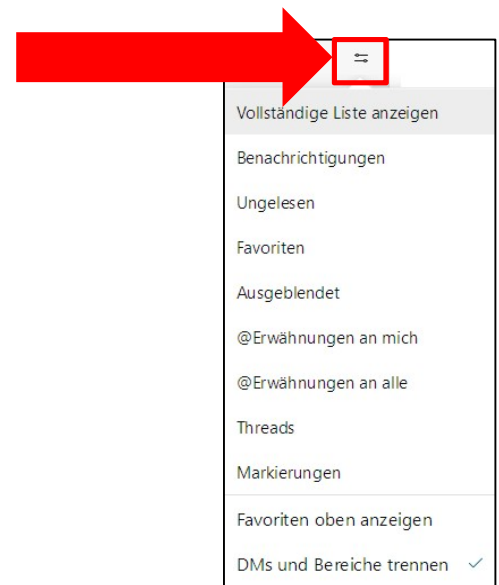 Vollständige Liste anzeigen
Benachrichtigungen
Ungelesen
Favoriten
Ausgeblendet
@Erwähnungen an mich
@Erwähnungen an alle
Threads
Markierungen
Favoriten oben anzeigen
DMs und Bereiche trennen